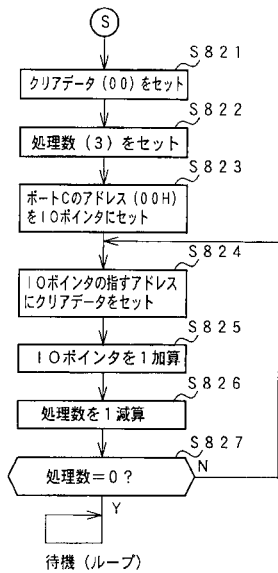 S
S821
クリアデータ(00)をセット
S822
処理数(3)をセット
S823
ポートCのアドレス(00H)
をIOポインタにセット
S824
IOポインタの指すアドレス
にクリアデータをセット
S825
IOポインタを1加算
S826
処理数を1減算
S827
処理数=0?
N
Y
待機(ループ)